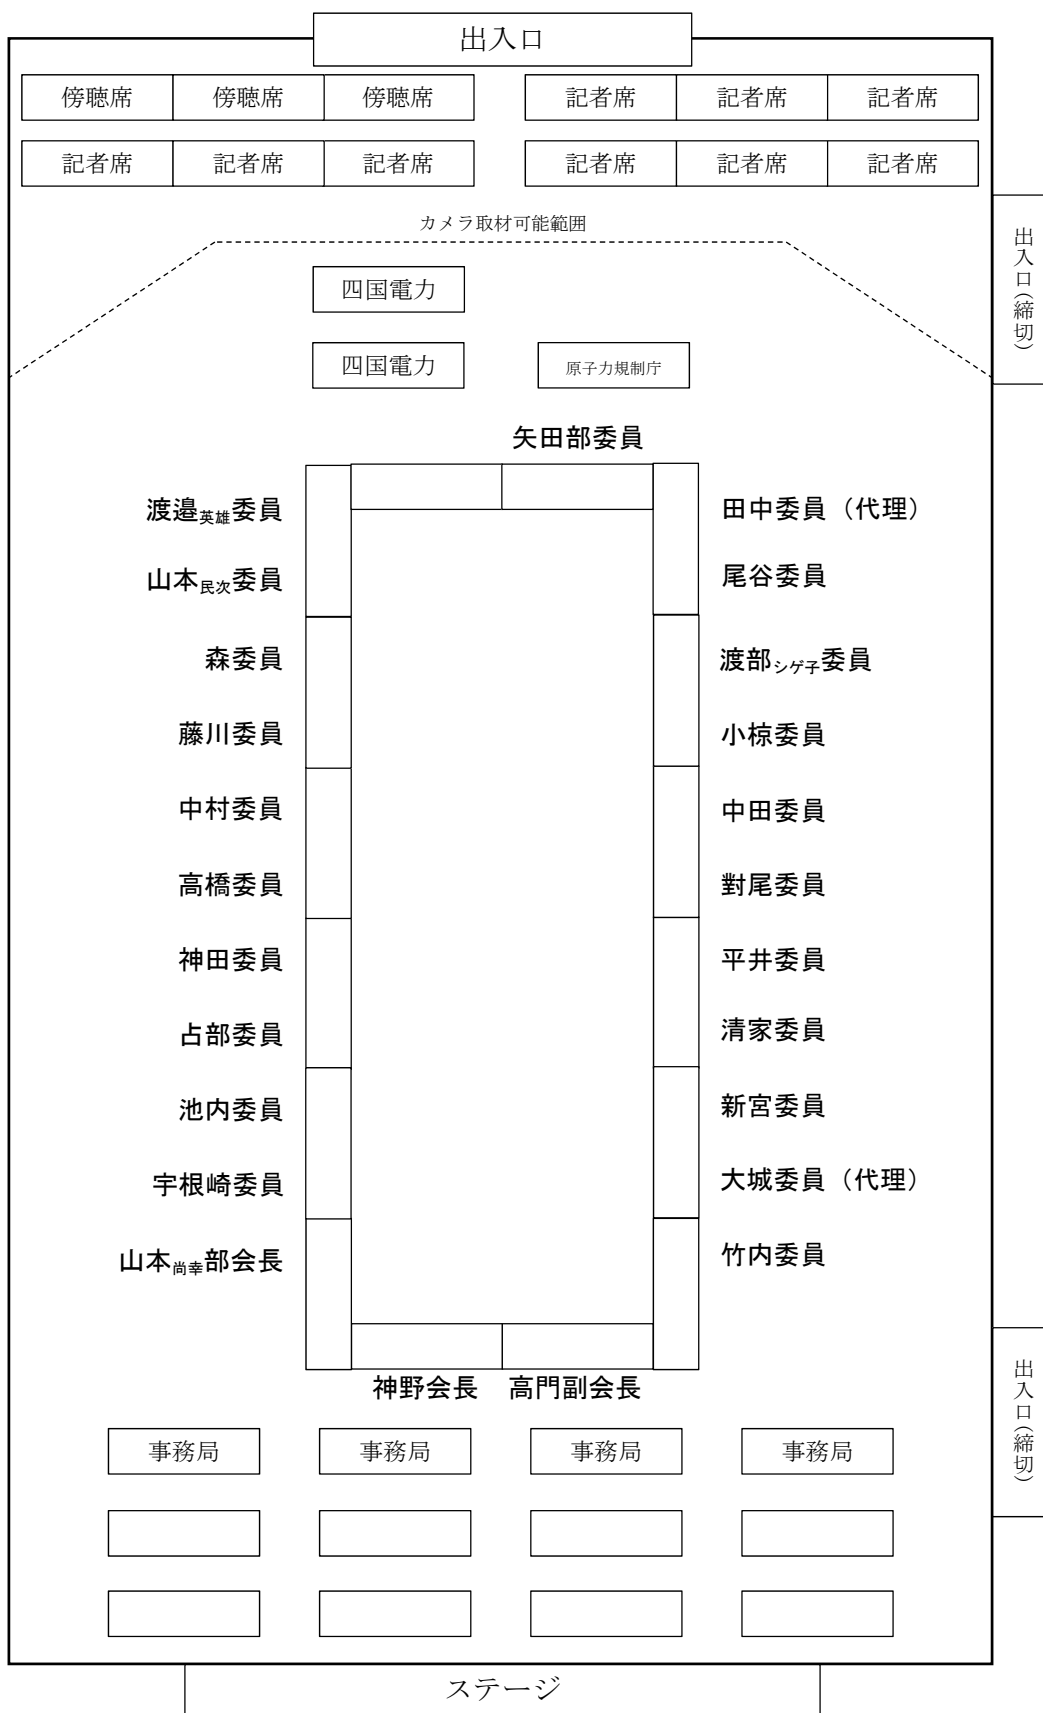 出入口
傍聴席 傍聴席 傍聴席 記者席 記者席 記者席
記者席 記者席 記者席 記者席 記者席 記者席
カメラ取材可能範囲
出入口(締切)
四国電力
四国電力 原子力規制庁
矢田部委員
渡邉英雄委員 田中委員（代理）
山本民次委員 尾谷委員
森委員 渡部シゲ子委員
藤川委員 小椋委員
中村委員 中田委員
高橋委員 對尾委員
神田委員 平井委員
占部委員 清家委員
池内委員 新宮委員
宇根崎委員 大城委員（代理）
山本尚幸部会長 竹内委員
神野会長 高門副会長
出入口(締切)
事務局 事務局 事務局 事務局
ステージ